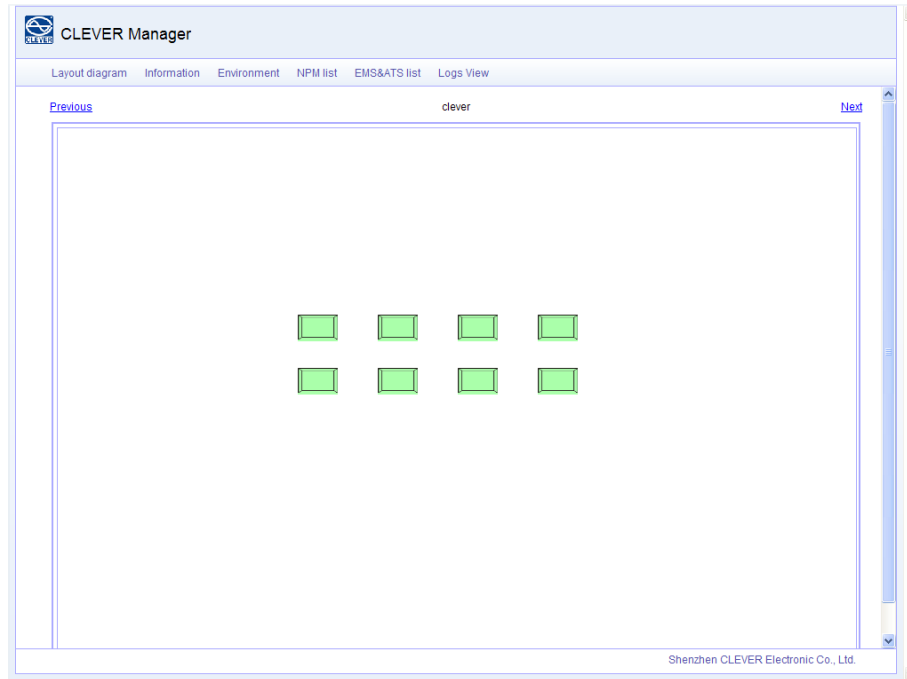 CLEVER
CLEVER Manager
Layout diagram Information Environment NPM list EMS&ATS list Logs View
Previous clever Next
Shenzhen CLEVER Electronic Co., Ltd.